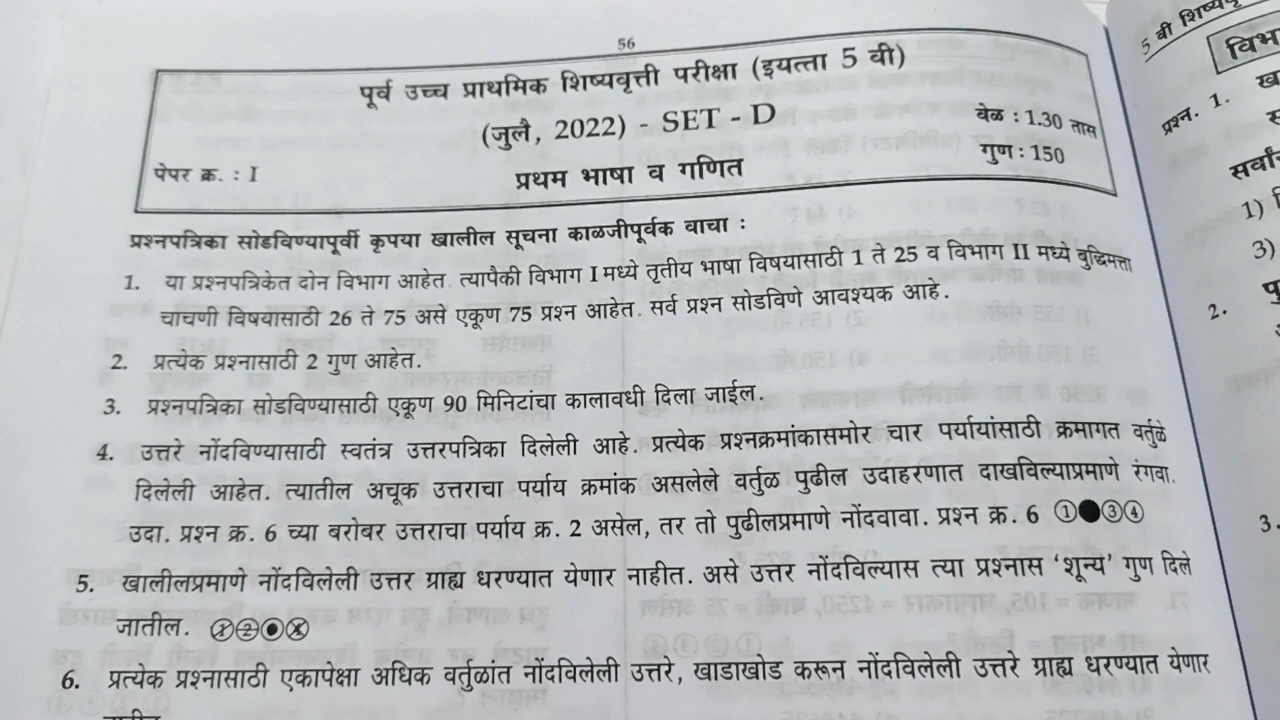 56
पूर्व उच्च प्राथमिक शिष्यवृत्ती परीक्षा (इयत्ता 5 वी)
(जुलै, 2022) - SET - D
वेळ : 1.30 तास
पेपर क्र. : I
प्रथम भाषा व गणित
गुण : 150
प्रश्नपत्रिका सोडविण्यापूर्वी कृपया खालील सूचना काळजीपूर्वक वाचा :
1. या प्रश्नपत्रिकेत दोन विभाग आहेत. त्यापैकी विभाग I मध्ये तृतीय भाषा विषयासाठी 1 ते 25 व विभाग II मध्ये बुद्धिमत्ता
चाचणी विषयासाठी 26 ते 75 असे एकूण 75 प्रश्न आहेत. सर्व प्रश्न सोडविणे आवश्यक आहे.
2. प्रत्येक प्रश्नासाठी 2 गुण आहेत.
3. प्रश्नपत्रिका सोडविण्यासाठी एकूण 90 मिनिटांचा कालावधी दिला जाईल.
4. उत्तरे नोंदविण्यासाठी स्वतंत्र उत्तरपत्रिका दिलेली आहे. प्रत्येक प्रश्नक्रमांकासमोर चार पर्यायांसाठी क्रमागत वर्तुळे
दिलेली आहेत. त्यातील अचूक उत्तराचा पर्याय क्रमांक असलेले वर्तुळ पुढील उदाहरणात दाखविल्याप्रमाणे रंगवा.
उदा. प्रश्न क्र. 6 च्या बरोबर उत्तराचा पर्याय क्र. 2 असेल, तर तो पुढीलप्रमाणे नोंदवावा. प्रश्न क्र. 6 ①●③④
5. खालीलप्रमाणे नोंदविलेली उत्तर ग्राह्य धरण्यात येणार नाहीत. असे उत्तर नोंदविल्यास त्या प्रश्नास 'शून्य' गुण दिले
जातील.
6. प्रत्येक प्रश्नासाठी एकापेक्षा अधिक वर्तुळांत नोंदविलेली उत्तरे, खाडाखोड करून नोंदविलेली उत्तरे ग्राह्य धरण्यात येणार
5 वी
प्रश्न. 1.
1)
3)
2.
3.